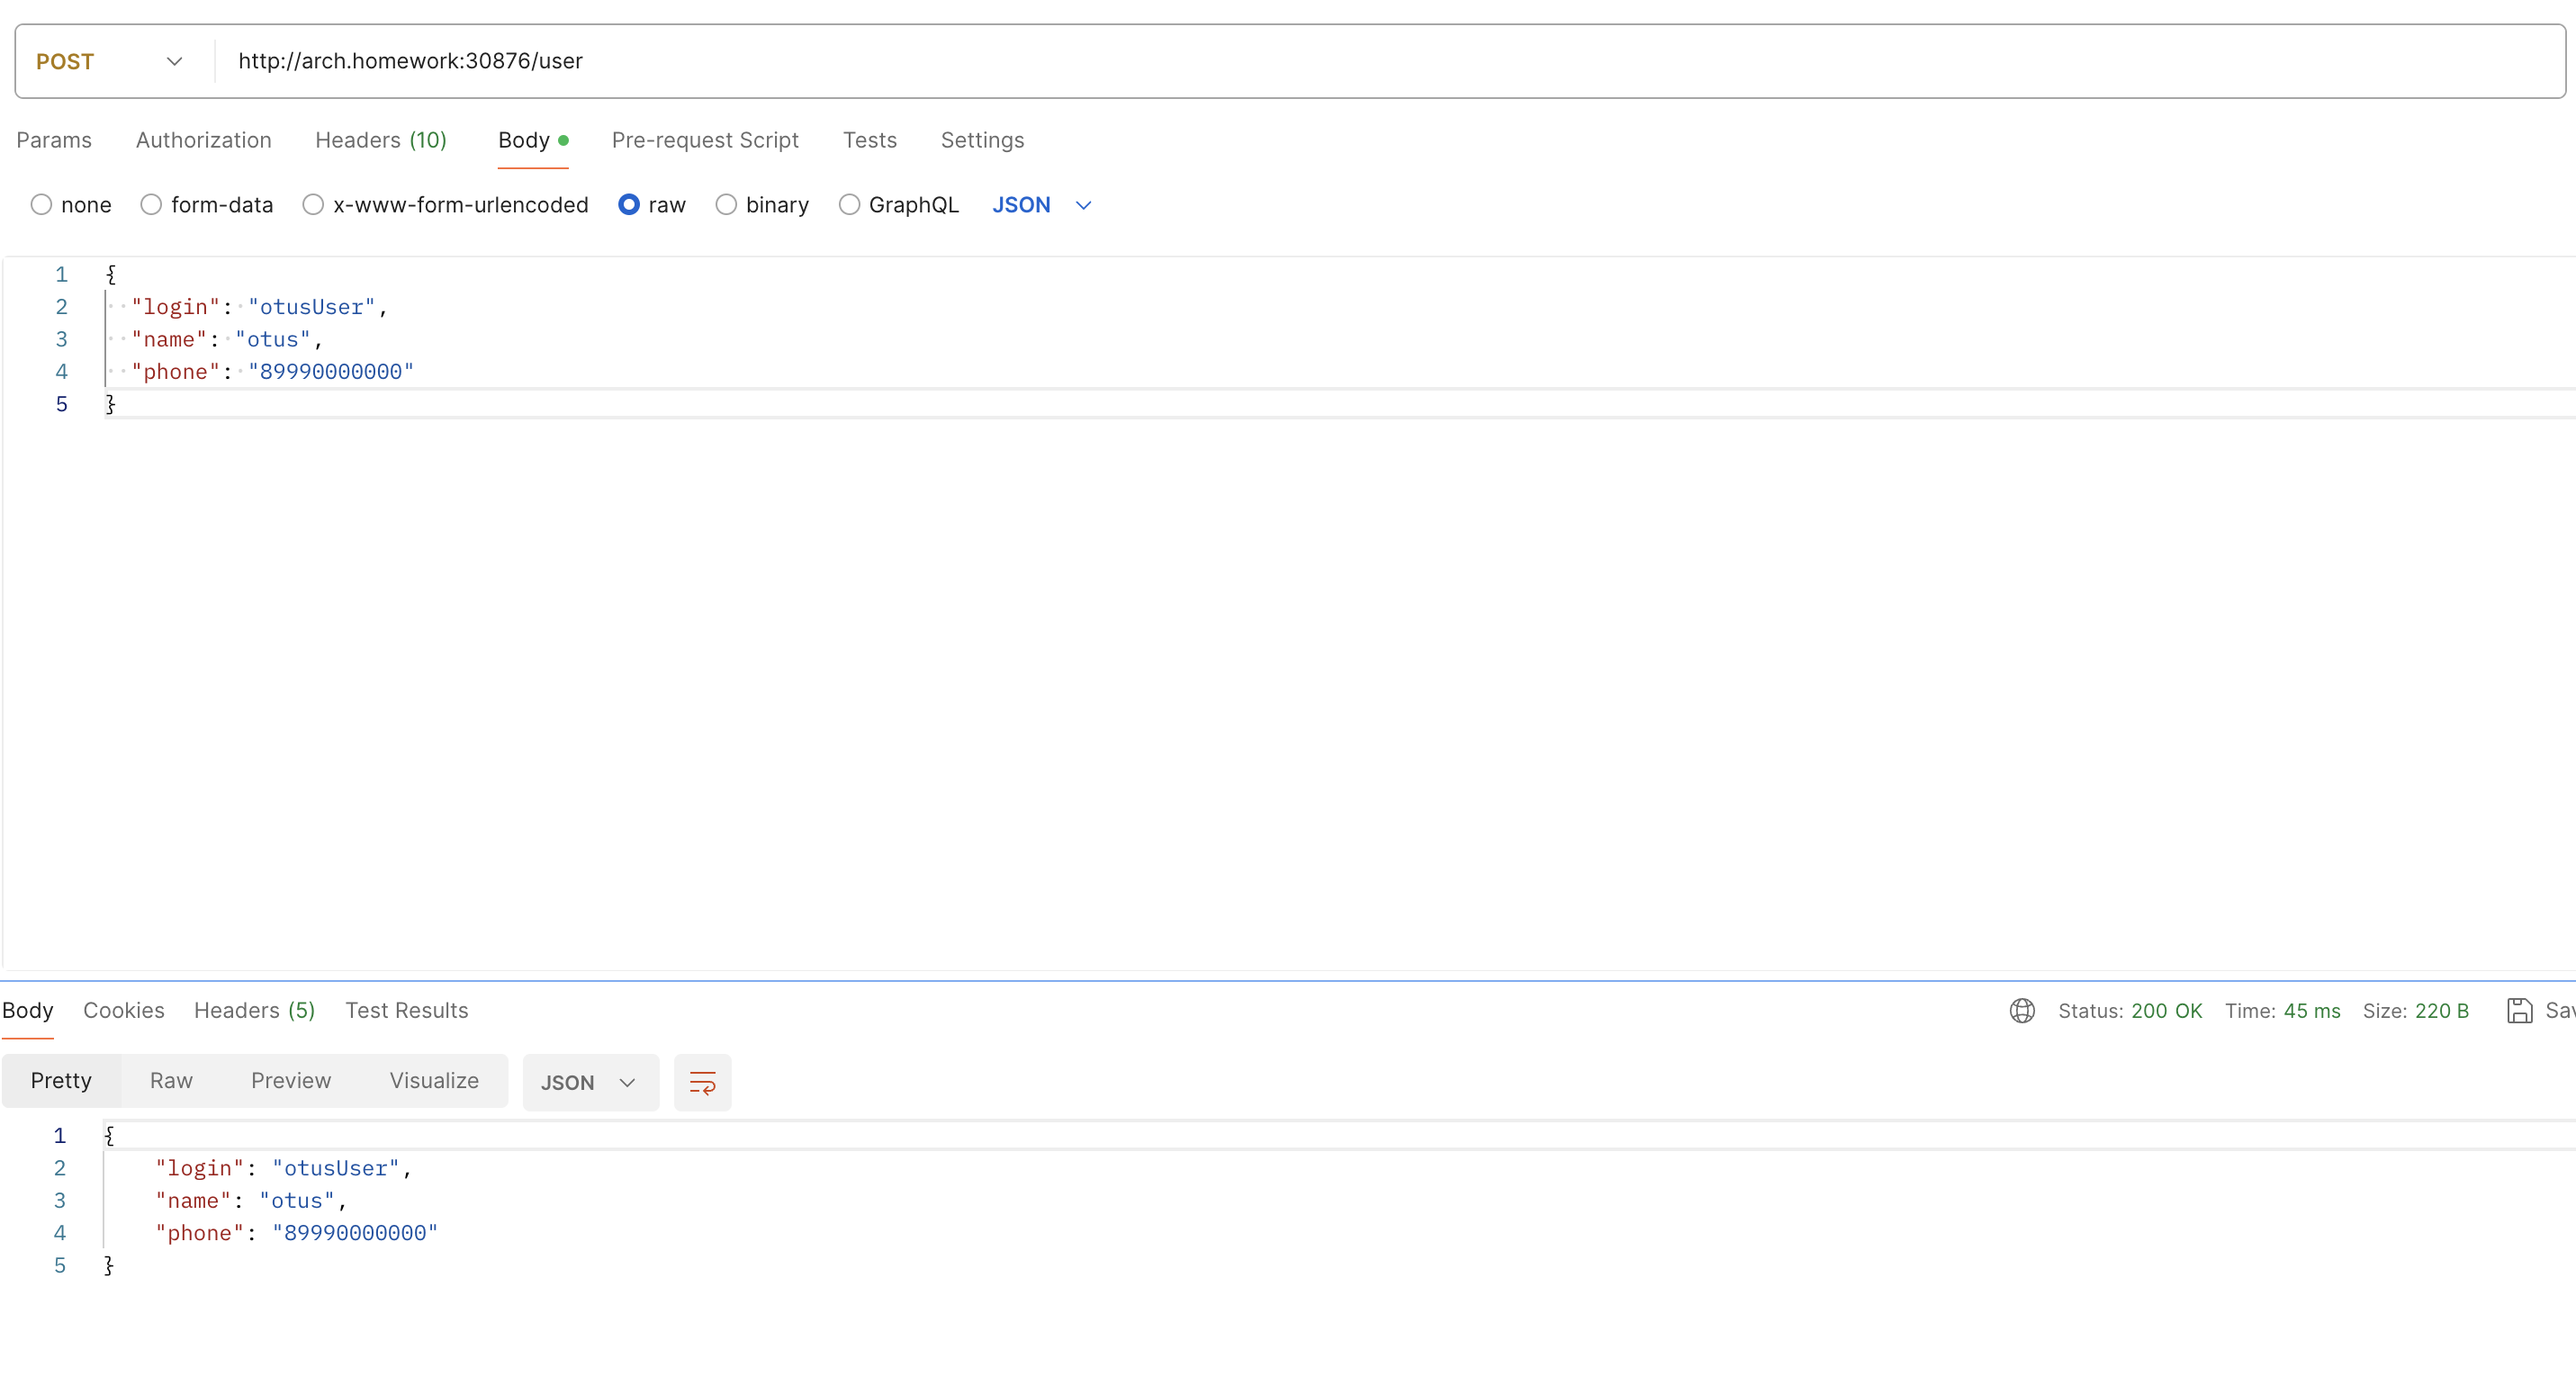 POST http://arch.homework:30876/user
Params Authorization Headers (10) Body Pre-request Script Tests Settings
none form-data x-www-form-urlencoded raw binary GraphQL JSON
1 {
2 "login": "otusUser",
3 "name": "otus",
4 "phone": "89990000000"
5 }
Body Cookies Headers (5) Test Results Status: 200 OK Time: 45 ms Size: 220 B Sav
Pretty Raw Preview Visualize JSON
1 {
2 "login": "otusUser",
3 "name": "otus",
4 "phone": "89990000000"
5 }